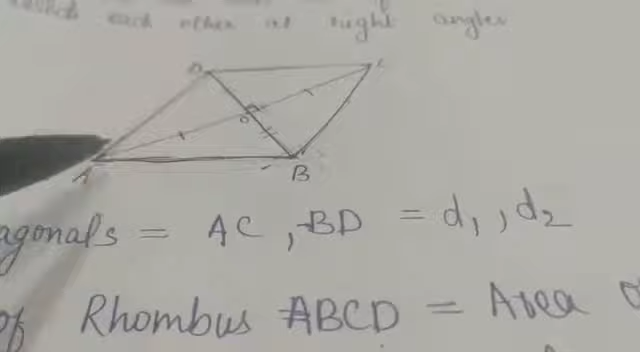 each other at right angles
D C
O
A B
agonals = AC, BD = d₁, d₂
of Rhombus ABCD = Area